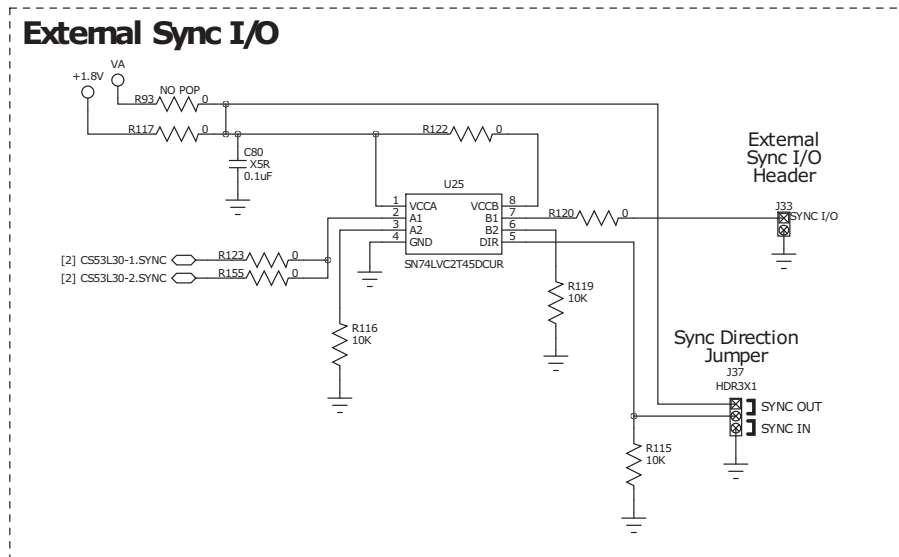 External Sync I/O
+1.8V
VA
R93 NO POP 0
R117 0
C80
X5R
0.1uF
R122 0
U25
1 VCCA
2 A1
3 A2
4 GND
VCCB 8
B1 7
B2 6
DIR 5
SN74LVC2T45DCUR
R120 0
External
Sync I/O
Header
J33
SYNC I/O
[2] CS53L30-1.SYNC R123 0
[2] CS53L30-2.SYNC R155 0
R116
10K
R119
10K
Sync Direction
Jumper
J37
HDR3X1
SYNC OUT
SYNC IN
R115
10K